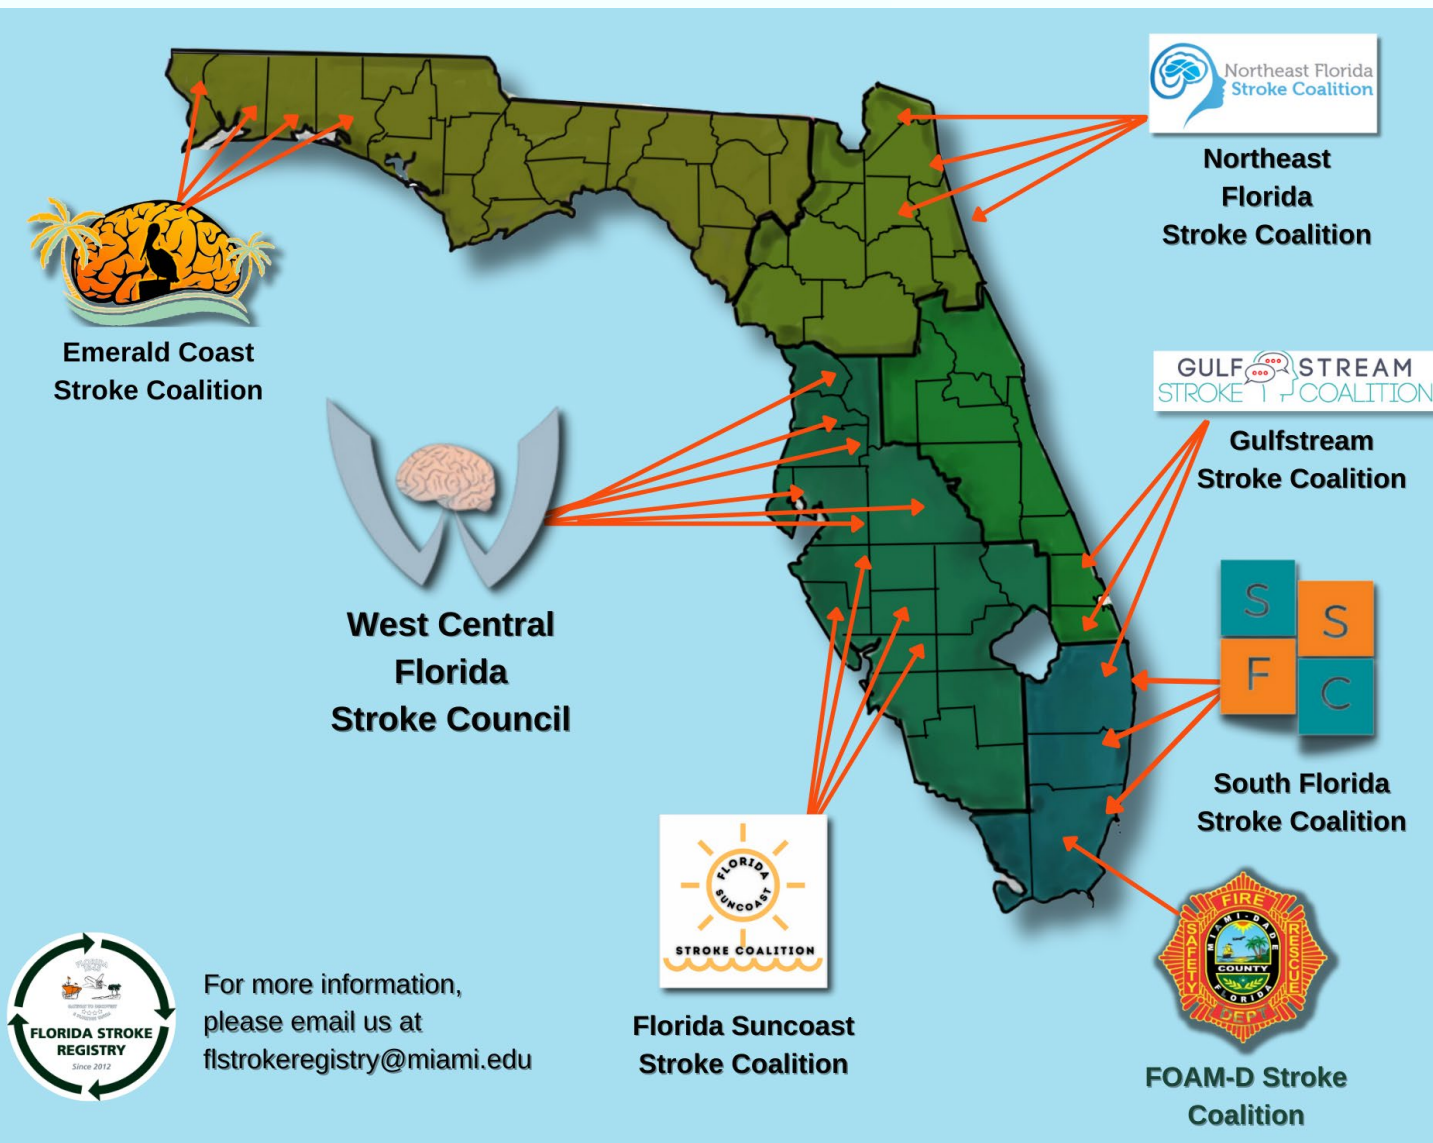 Northeast Florida
Stroke Coalition
Northeast
Florida
Stroke Coalition
Emerald Coast
Stroke Coalition
GULF STREAM
STROKE COALITION
Gulfstream
Stroke Coalition
West Central
Florida
Stroke Council
S
S
F
C
South Florida
Stroke Coalition
FLORIDA
SUNCOAST
STROKE COALITION
Florida Suncoast
Stroke Coalition
FIRE
SAFETY
RESCUE
MIAMI-DADE
COUNTY
FLORIDA
DEPT
FOAM-D Stroke
Coalition
FLORIDA STROKE
REGISTRY
Since 2012
For more information,
please email us at
flstrokeregistry@miami.edu